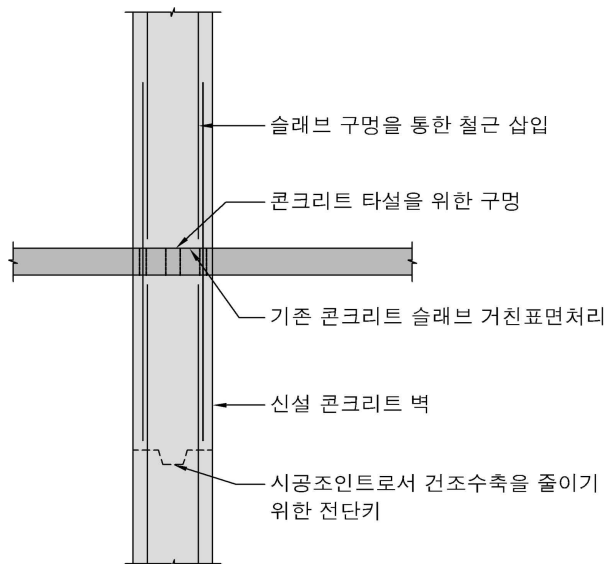 슬래브 구멍을 통한 철근 삽입
콘크리트 타설을 위한 구멍
기존 콘크리트 슬래브 거친표면처리
신설 콘크리트 벽
시공조인트로서 건조수축을 줄이기
위한 전단키